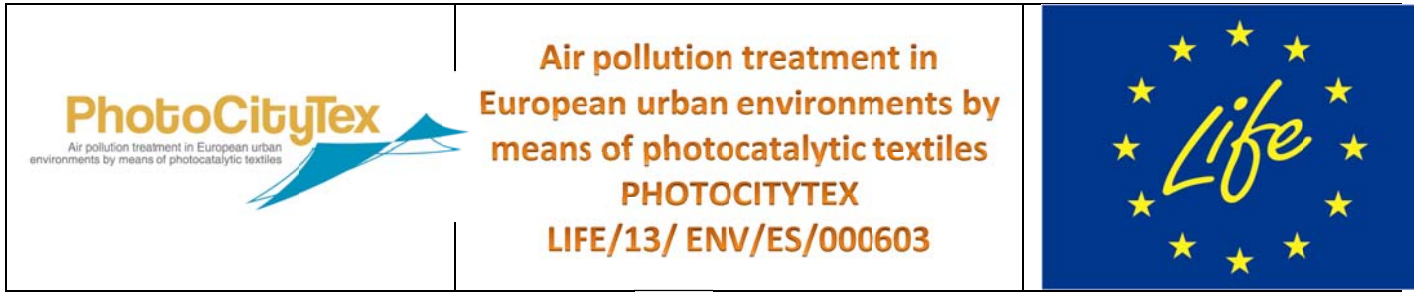 PhotoCityTex
Air pollution treatment in European urban
environments by means of photocatalytic textiles
Air pollution treatment in
European urban environments by
means of photocatalytic textiles
PHOTOCITYTEX
LIFE/13/ ENV/ES/000603
Life